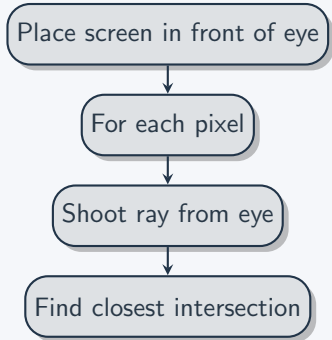 Place screen in front of eye
For each pixel
Shoot ray from eye
Find closest intersection